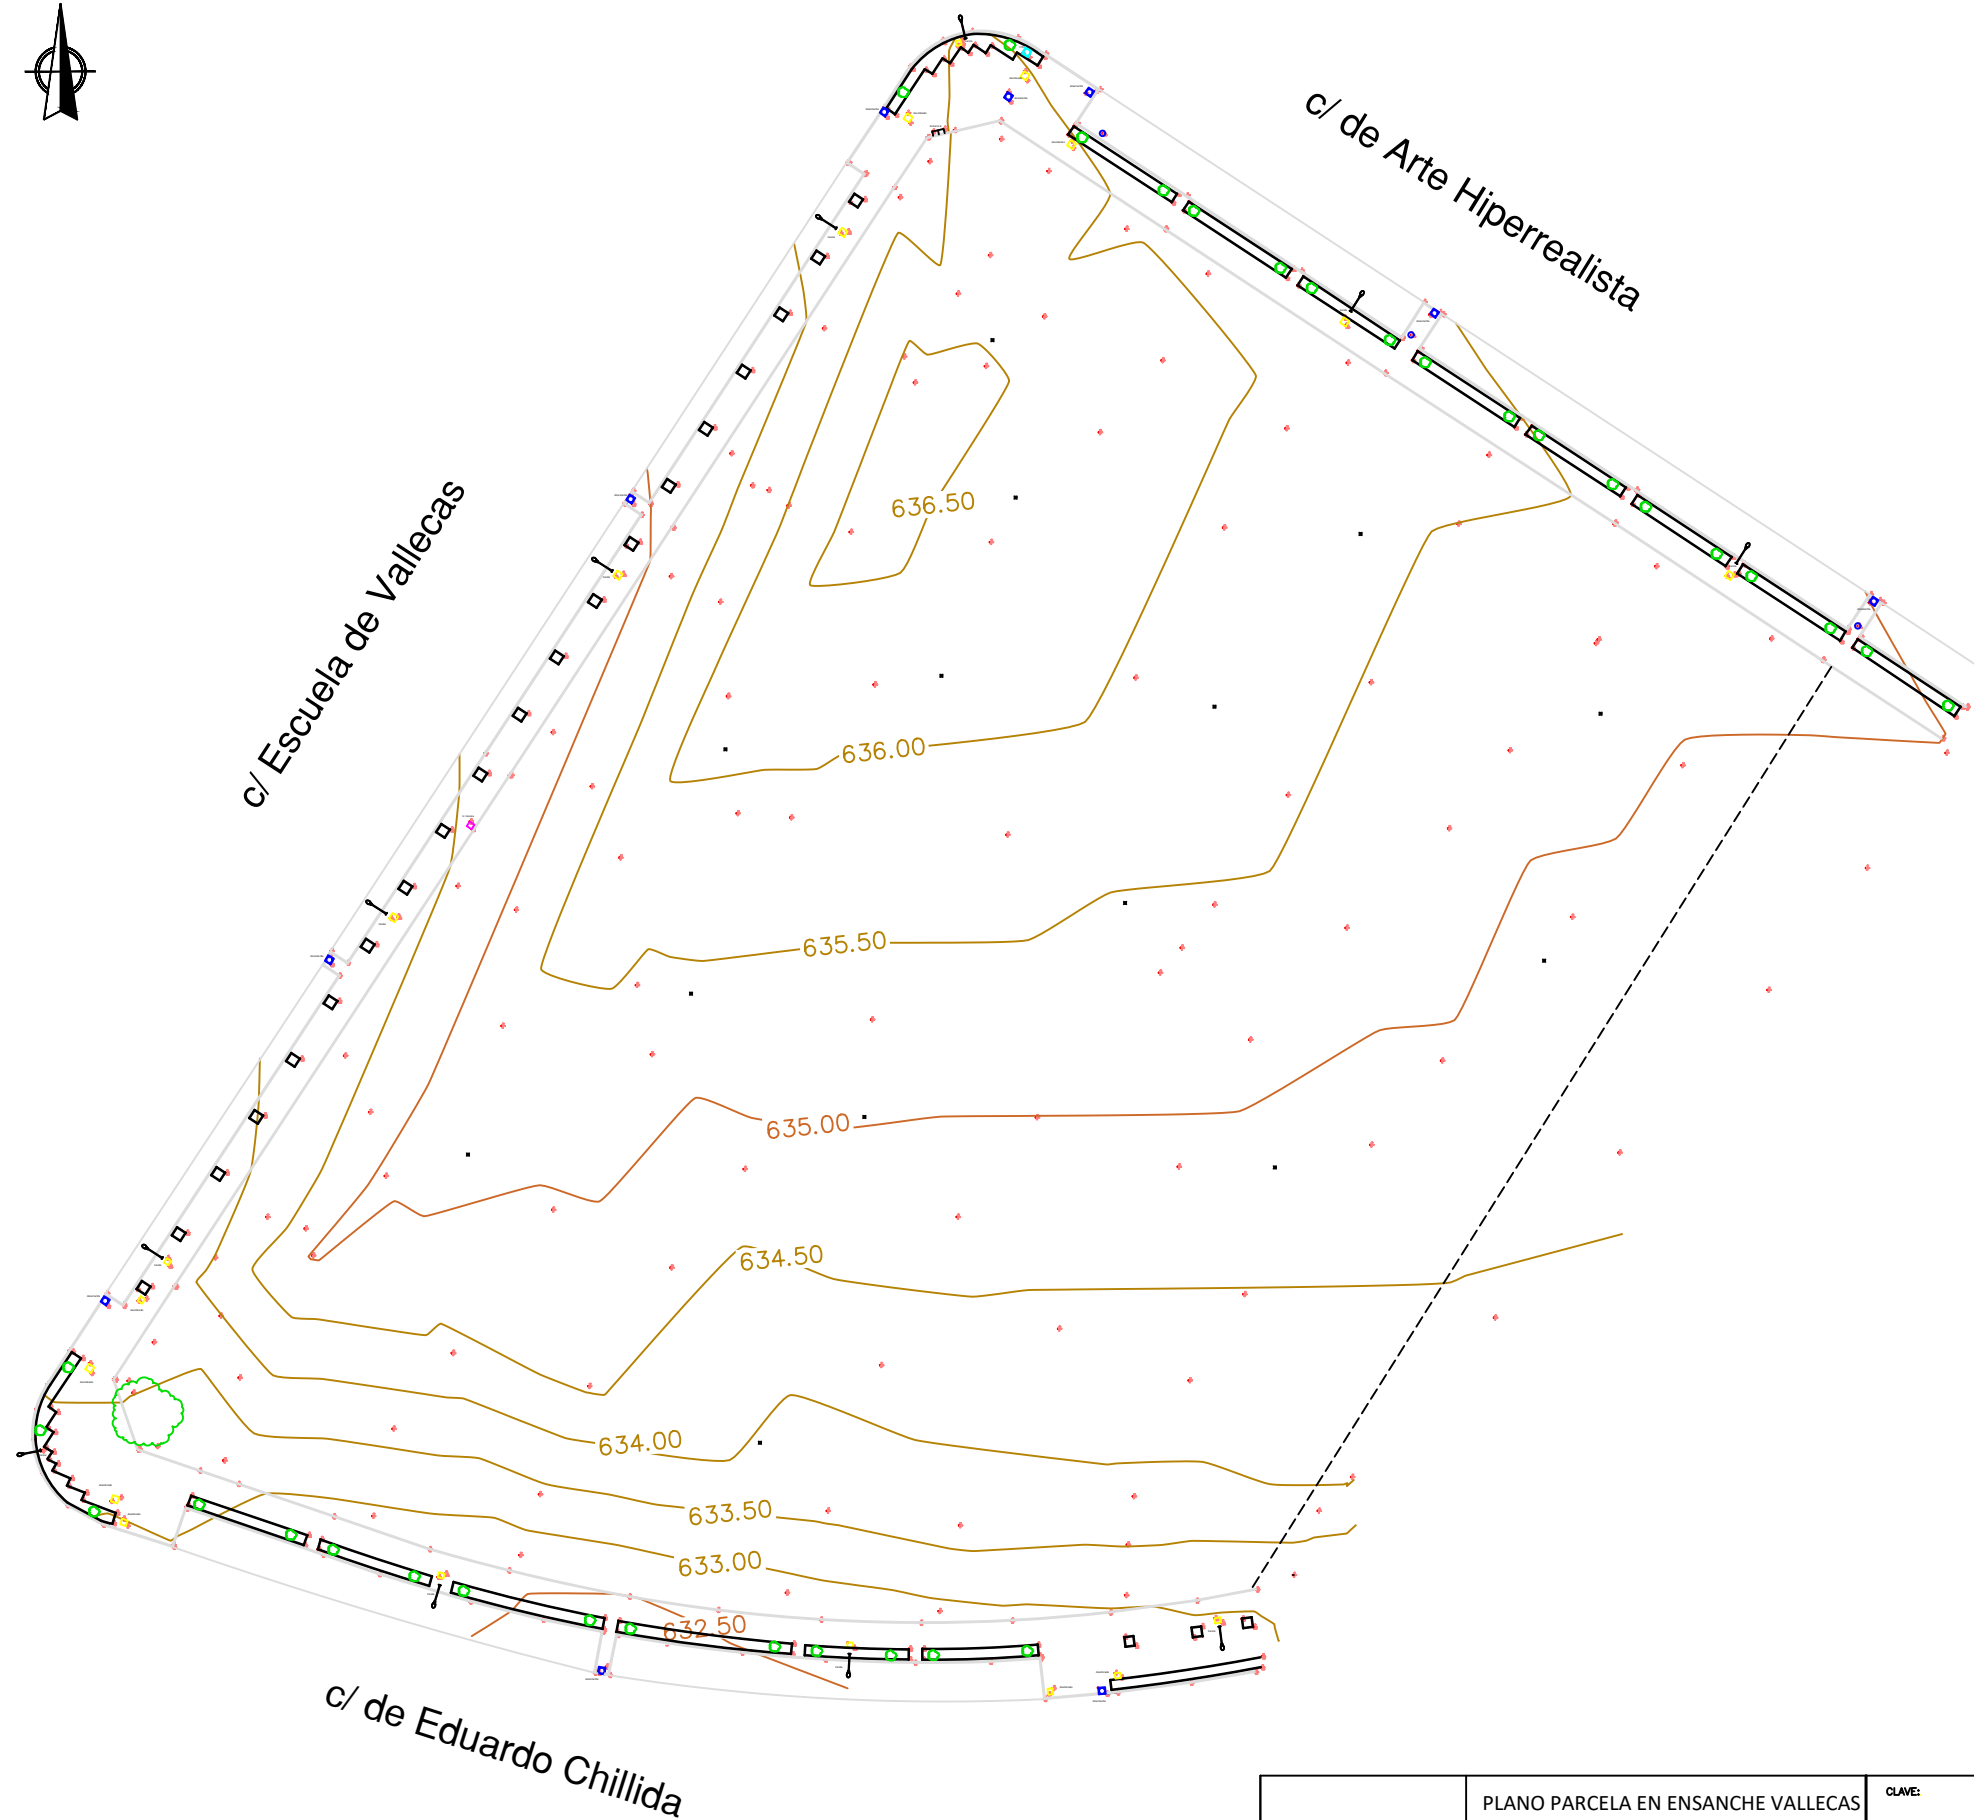 c/ de Arte Hiperrealista
c/ Escuela de Vallecas
636.50
636.00
635.50
635.00
634.50
634.00
633.50
633.00
632.50
c/ de Eduardo Chillida
PLANO PARCELA EN ENSANCHE VALLECAS
CLAVE: